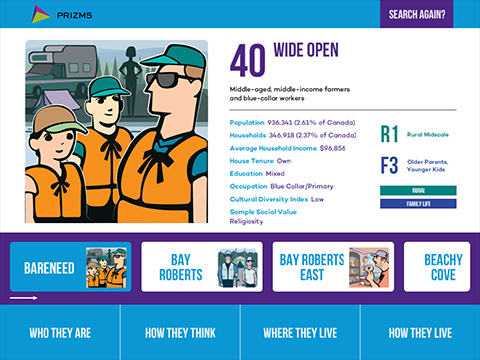 PRIZM5
SEARCH AGAIN?
40 WIDE OPEN
Middle-aged, middle-income farmers
and blue-collar workers
Population: 936,341 (2.61% of Canada)
Households: 346,918 (2.37% of Canada)
Average Household Income: $96,856
House Tenure: Own
Education: Mixed
Occupation: Blue Collar/Primary
Cultural Diversity Index: Low
Sample Social Value:
Religiosity
R1 Rural Midscale
F3 Older Parents,
Younger Kids
RURAL
FAMILY LIFE
BARENEED
BAY
ROBERTS
BAY ROBERTS
EAST
BEACHY
COVE
WHO THEY ARE
HOW THEY THINK
WHERE THEY LIVE
HOW THEY LIVE